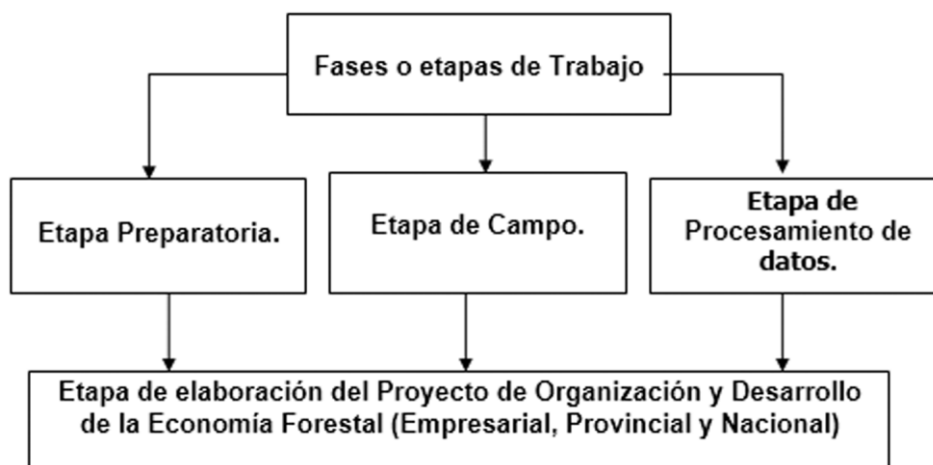 Fases o etapas de Trabajo
Etapa Preparatoria.
Etapa de Campo.
Etapa de
Procesamiento de
datos.
Etapa de elaboración del Proyecto de Organización y Desarrollo
de la Economía Forestal (Empresarial, Provincial y Nacional)